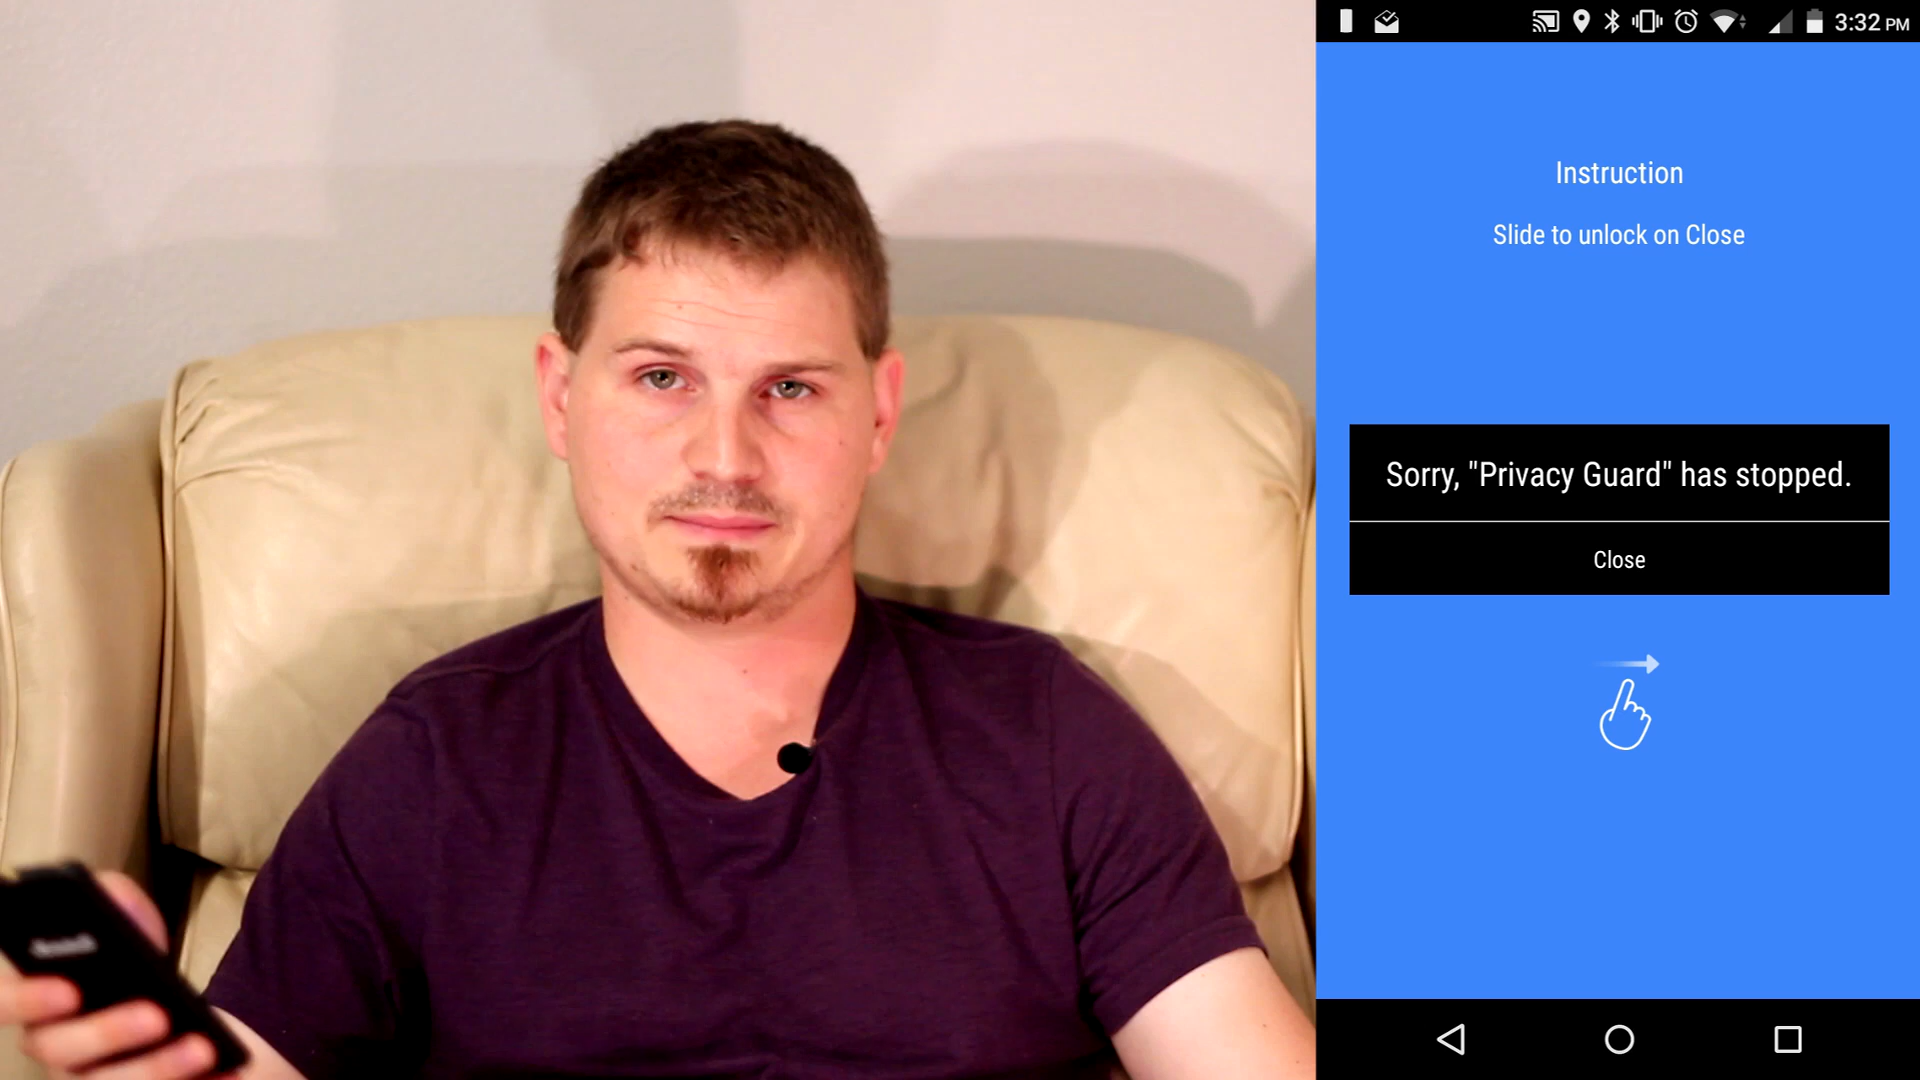 3:32 PM
Instruction
Slide to unlock on Close
Sorry, "Privacy Guard" has stopped.
Close